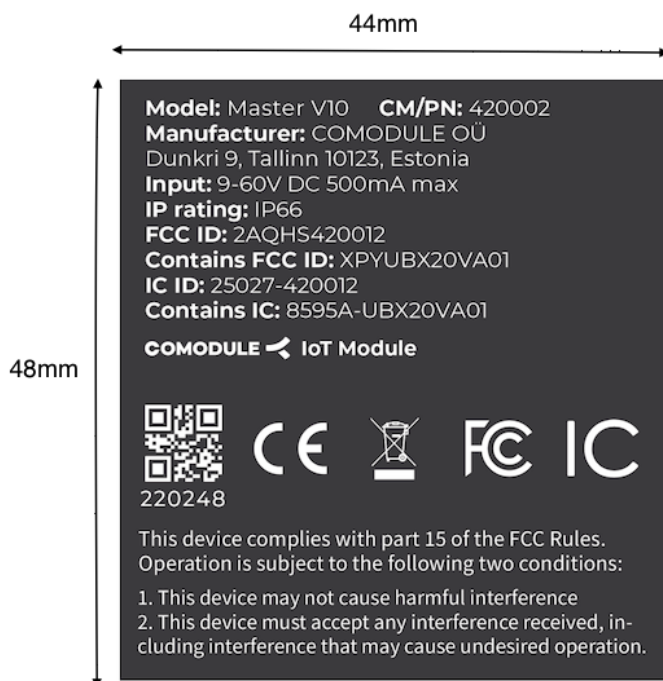 44mm
Model: Master V10 CM/PN: 420002
Manufacturer: COMODULE OÜ
Dunkri 9, Tallinn 10123, Estonia
Input: 9-60V DC 500mA max
IP rating: IP66
FCC ID: 2AQHS420012
Contains FCC ID: XPYUBX20VA01
IC ID: 25027-420012
Contains IC: 8595A-UBX20VA01
COMODULE IoT Module
48mm
CE FC IC
220248
This device complies with part 15 of the FCC Rules.
Operation is subject to the following two conditions:
1. This device may not cause harmful interference
2. This device must accept any interference received, in-
cluding interference that may cause undesired operation.